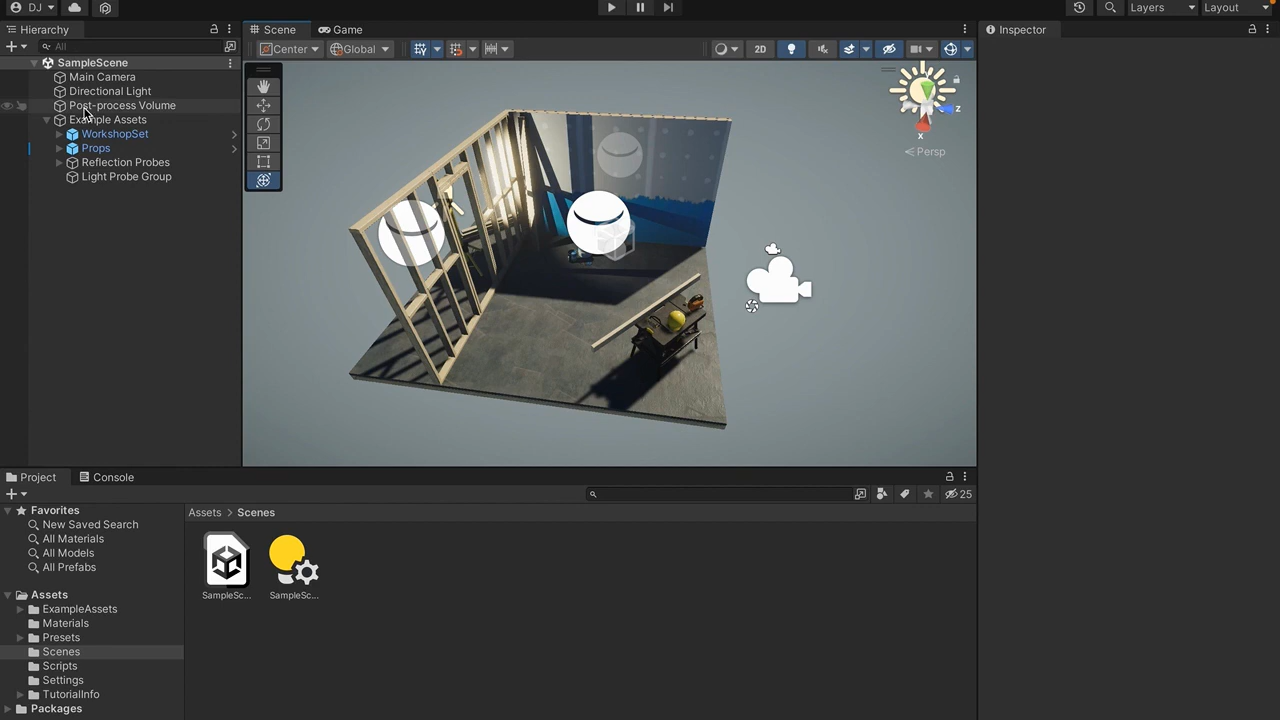 DJ
Layers
Layout
Hierarchy
Scene
Game
Inspector
All
Center
Global
2D
SampleScene
Main Camera
Directional Light
Post-process Volume
Example Assets
WorkshopSet
Props
Reflection Probes
Light Probe Group
z
x
Persp
Project
Console
25
Favorites
New Saved Search
All Materials
All Models
All Prefabs
Assets > Scenes
SampleSc...
SampleSc...
Assets
ExampleAssets
Materials
Presets
Scenes
Scripts
Settings
TutorialInfo
Packages